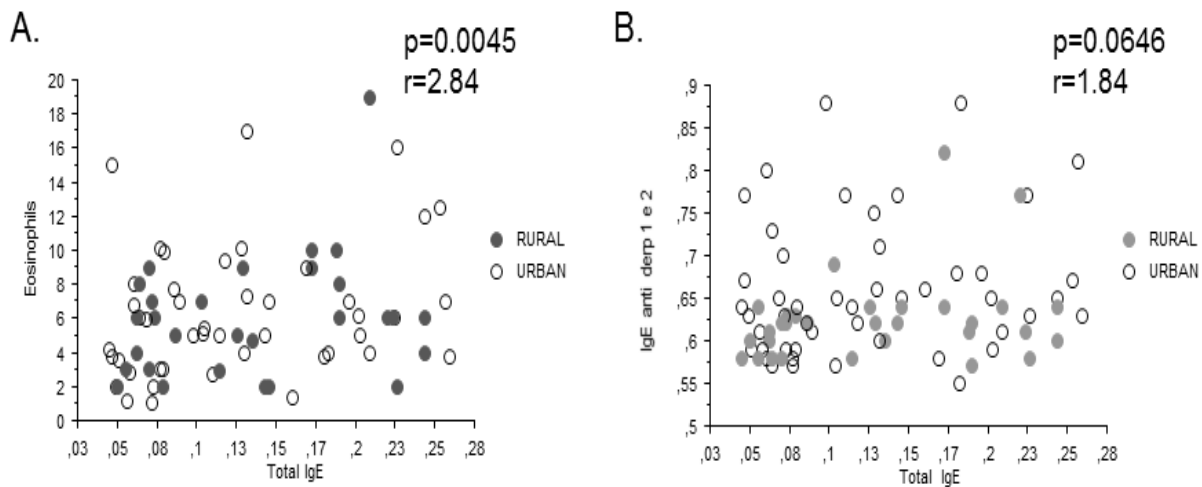 A.
p=0.0045
r=2.84
Eosinophils
20
18
16
14
12
10
8
6
4
2
0
,03 ,05 ,08 ,1 ,13 ,15 ,17 ,2 ,23 ,25 ,28
Total IgE
RURAL
URBAN
B.
p=0.0646
r=1.84
IgE anti derp 1 e 2
,9
,85
,8
,75
,7
,65
,6
,55
,5
,03 ,05 ,08 ,1 ,13 ,15 ,17 ,2 ,23 ,25 ,28
Total IgE
RURAL
URBAN